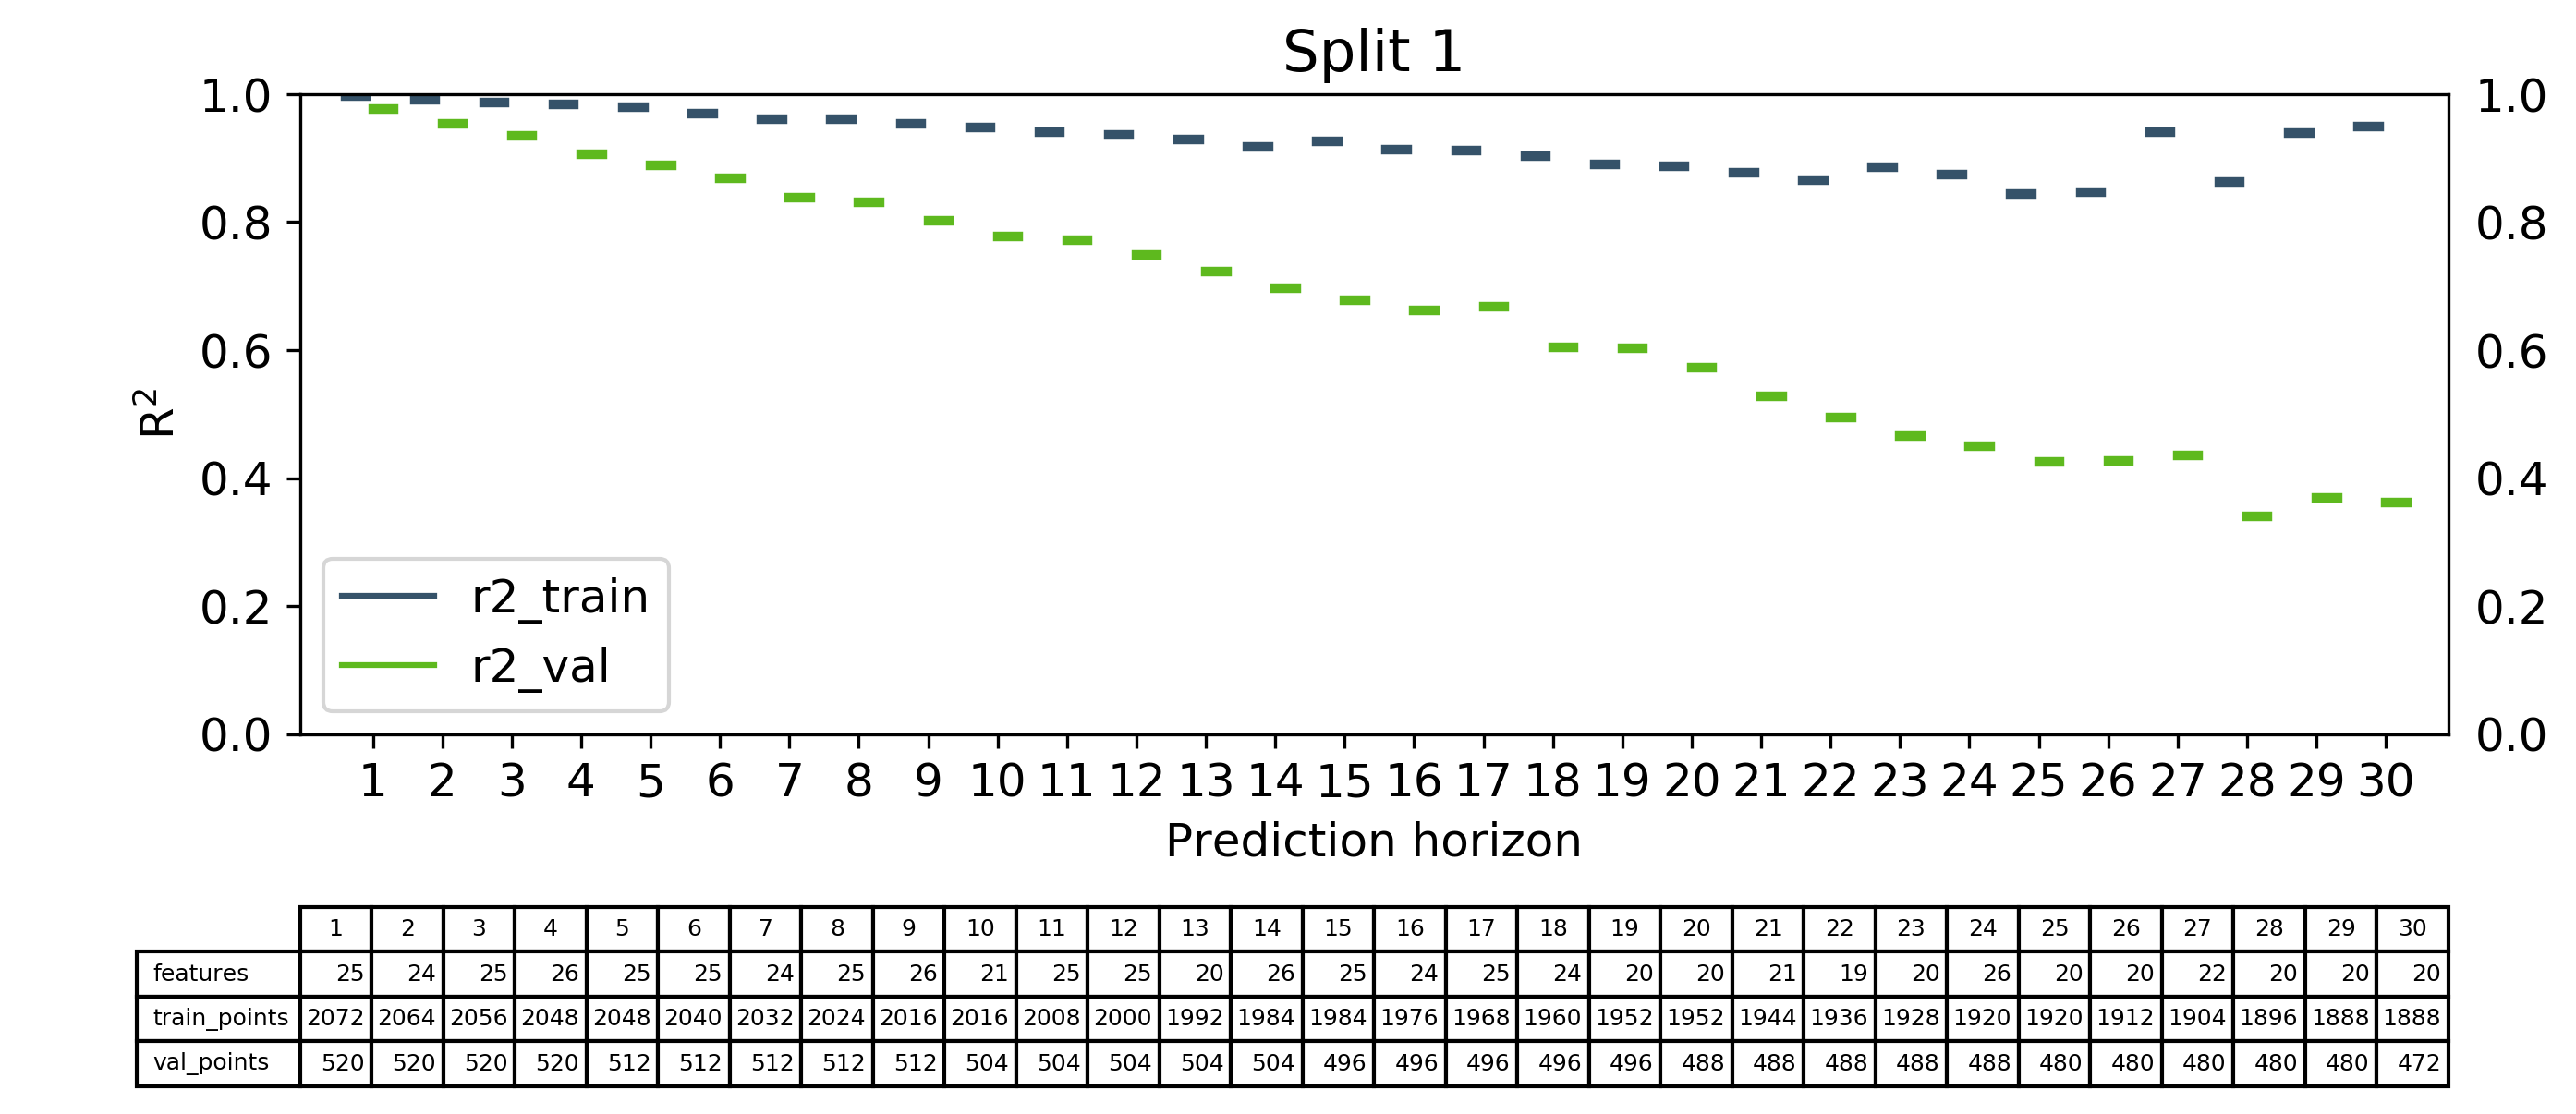 Split 1
1.0 1.0
0.8 0.8
0.6 0.6
0.4 0.4
0.2 0.2
0.0 0.0
R²
r2_train
r2_val
1 2 3 4 5 6 7 8 9 10 11 12 13 14 15 16 17 18 19 20 21 22 23 24 25 26 27 28 29 30
Prediction horizon
1 2 3 4 5 6 7 8 9 10 11 12 13 14 15 16 17 18 19 20 21 22 23 24 25 26 27 28 29 30
features 25 24 25 26 25 25 24 25 26 21 25 25 20 26 25 24 25 24 20 20 21 19 20 26 20 20 22 20 20 20
train_points 2072 2064 2056 2048 2048 2040 2032 2024 2016 2016 2008 2000 1992 1984 1984 1976 1968 1960 1952 1952 1944 1936 1928 1920 1920 1912 1904 1896 1888 1888
val_points 520 520 520 520 512 512 512 512 512 504 504 504 504 504 496 496 496 496 496 488 488 488 488 488 480 480 480 480 480 472